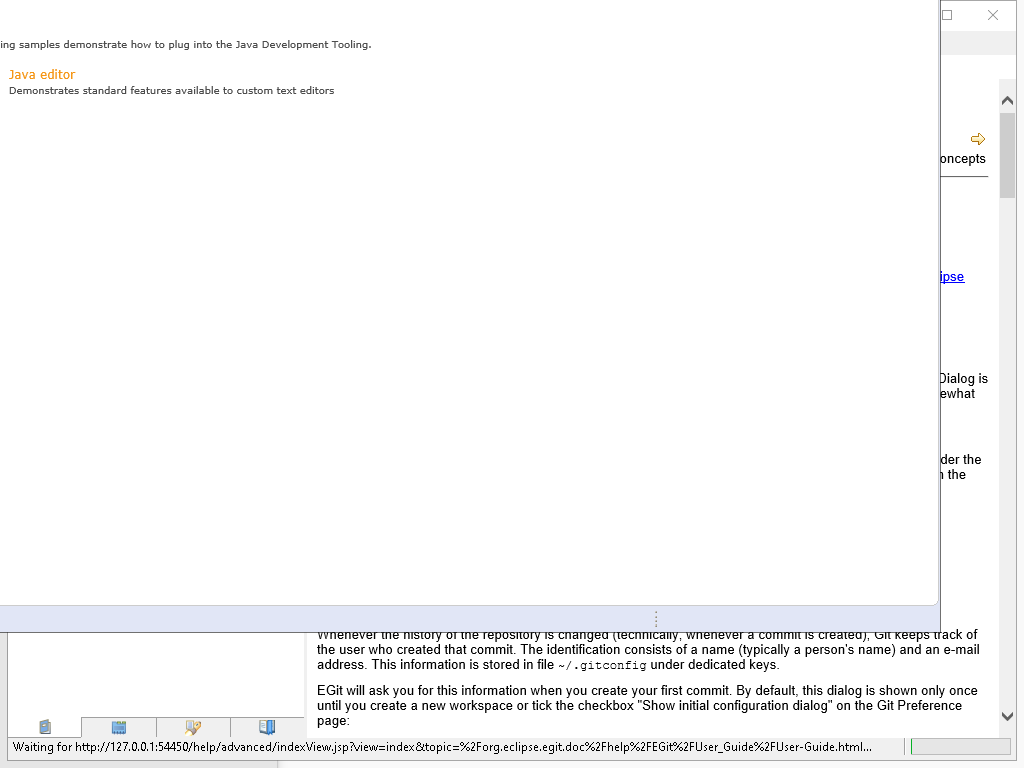 ing samples demonstrate how to plug into the Java Development Tooling.
Java editor
Demonstrates standard features available to custom text editors
oncepts
ipse
Dialog is
ewhat
der the
the
Whenever the history of the repository is changed (technically, whenever a commit is created), Git keeps track of
the user who created that commit. The identification consists of a name (typically a person's name) and an e-mail
address. This information is stored in file ~/.gitconfig under dedicated keys.
EGit will ask you for this information when you create your first commit. By default, this dialog is shown only once
until you create a new workspace or tick the checkbox "Show initial configuration dialog" on the Git Preference
page:
Waiting for http://127.0.0.1:54450/help/advanced/indexView.jsp?view=index&topic=%2Forg.eclipse.egit.doc%2Fhelp%2FEGit%2FUser_Guide%2FUser-Guide.html...